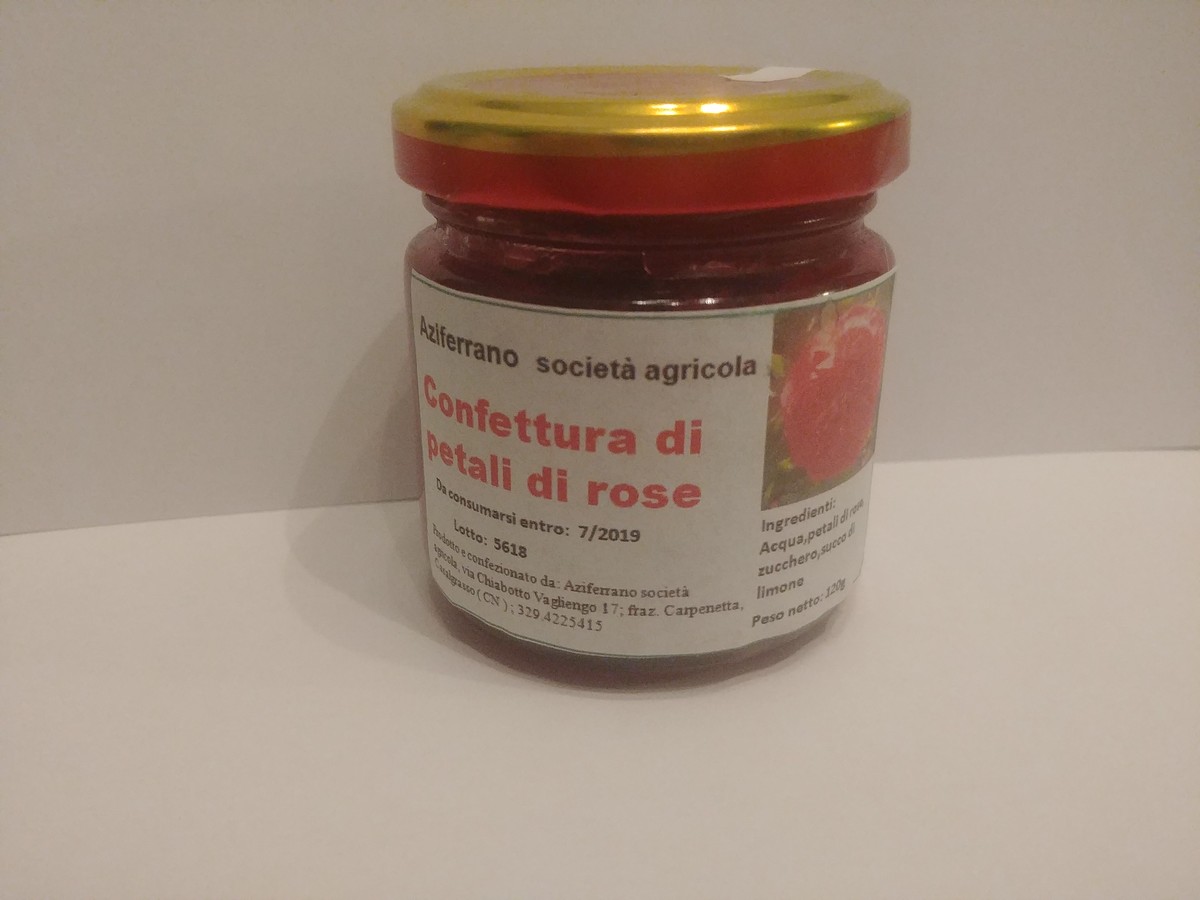 Aziferrano società agricola
Confettura di
petali di rose
Da consumarsi entro: 7/2019
Lotto: 5618
Prodotto e confezionato da: Aziferrano società
agricola, via Chiabotto Vagliengo 17; fraz. Carpenetta,
Casalgrasso ( CN ) ; 329.4225415
Ingredienti:
Acqua,petali di rosa,
zucchero,succo di
limone
Peso netto: 120g